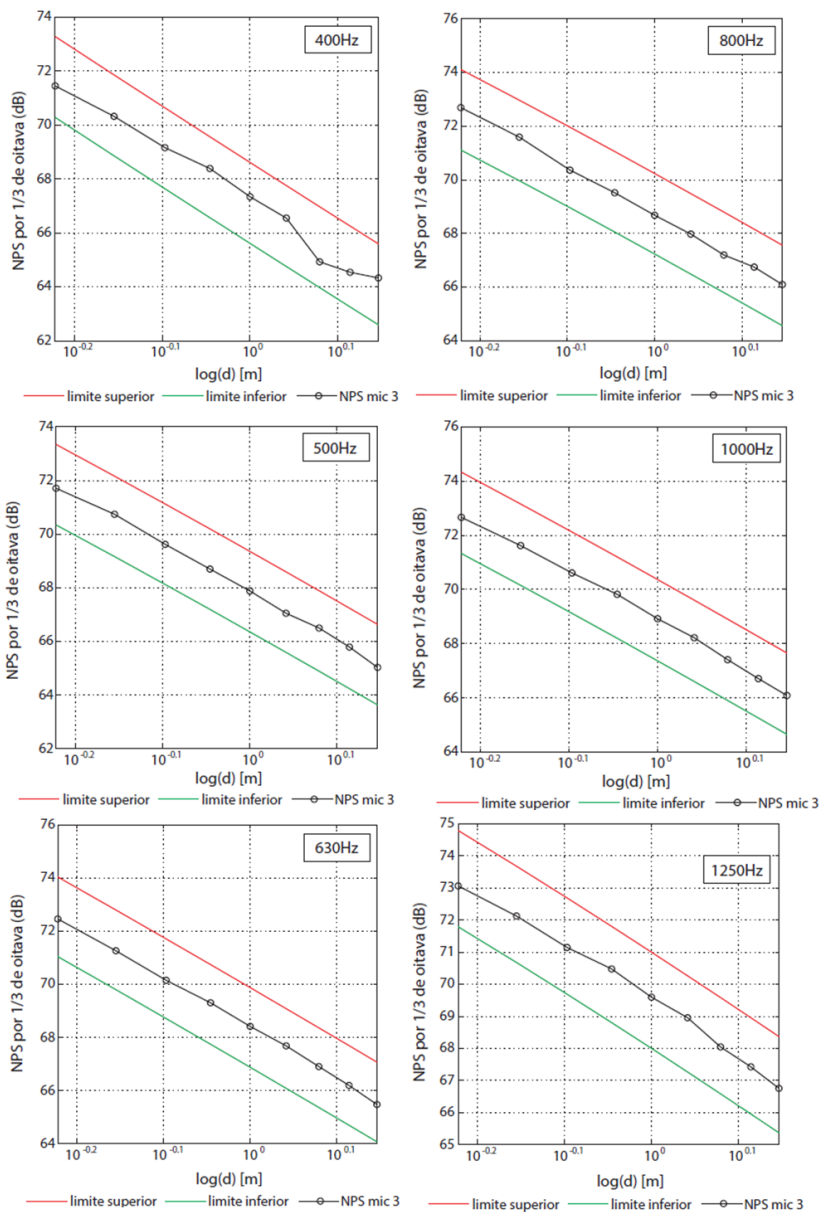 400Hz
NPS por 1/3 de oitava (dB)
74
72
70
68
66
64
62
10^-0.2 10^-0.1 10^0 10^0.1
log(d) [m]
limite superior limite inferior NPS mic 3
800Hz
NPS por 1/3 de oitava (dB)
76
74
72
70
68
66
64
10^-0.2 10^-0.1 10^0 10^0.1
log(d) [m]
limite superior limite inferior NPS mic 3
500Hz
NPS por 1/3 de oitava (dB)
74
72
70
68
66
64
62
10^-0.2 10^-0.1 10^0 10^0.1
log(d) [m]
limite superior limite inferior NPS mic 3
1000Hz
NPS por 1/3 de oitava (dB)
76
74
72
70
68
66
64
10^-0.2 10^-0.1 10^0 10^0.1
log(d) [m]
limite superior limite inferior NPS mic 3
630Hz
NPS por 1/3 de oitava (dB)
76
74
72
70
68
66
64
10^-0.2 10^-0.1 10^0 10^0.1
log(d) [m]
limite superior limite inferior NPS mic 3
1250Hz
NPS por 1/3 de oitava (dB)
75
74
73
72
71
70
69
68
67
66
65
10^-0.2 10^-0.1 10^0 10^0.1
log(d) [m]
limite superior limite inferior NPS mic 3